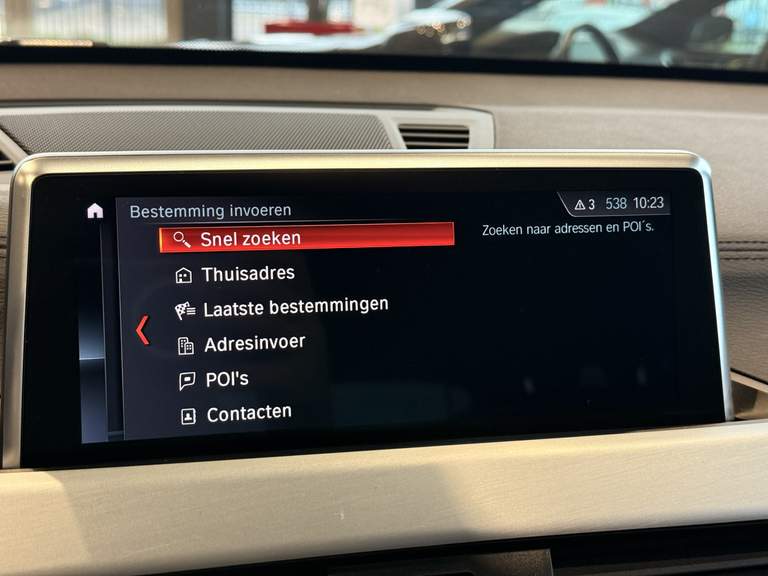 Bestemming invoeren
3 538 10:23
Snel zoeken
Zoeken naar adressen en POI´s.
Thuisadres
Laatste bestemmingen
Adresinvoer
POI's
Contacten